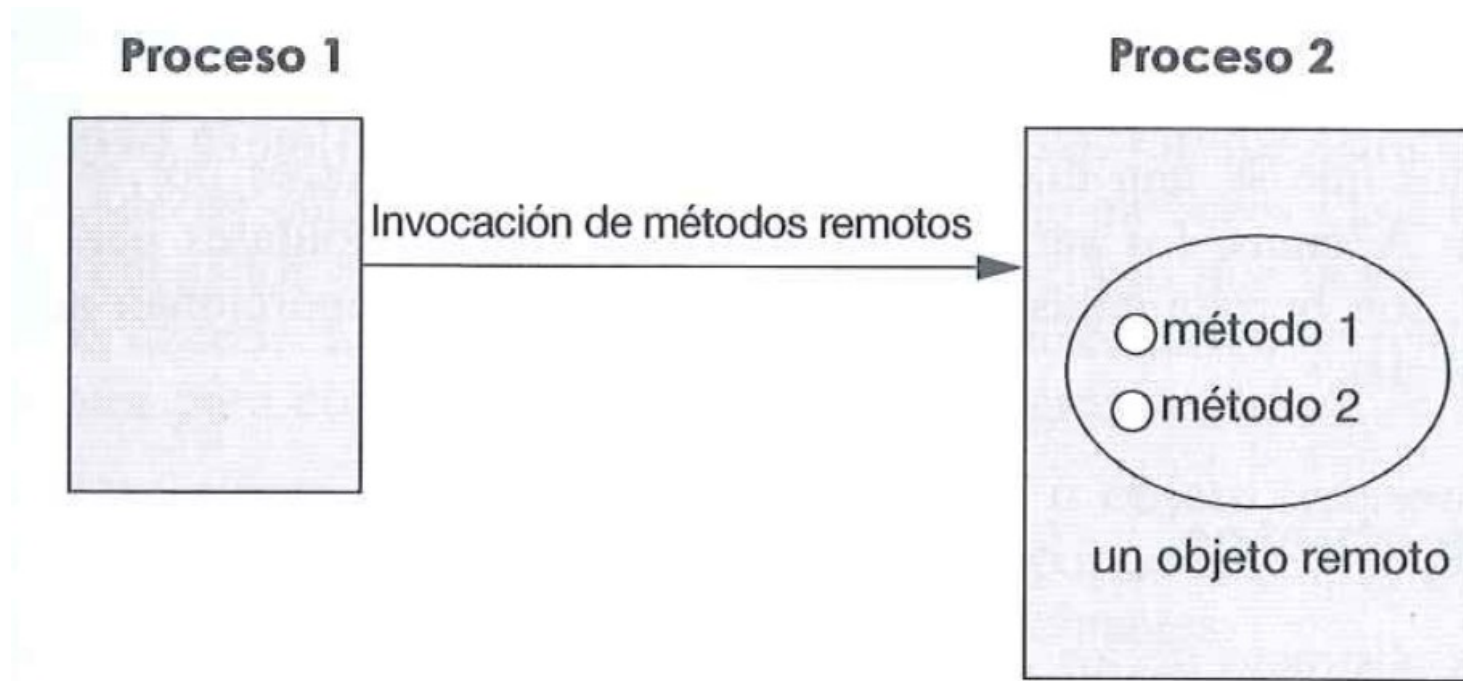 Proceso 1
Proceso 2
Invocación de métodos remotos
método 1
método 2
un objeto remoto